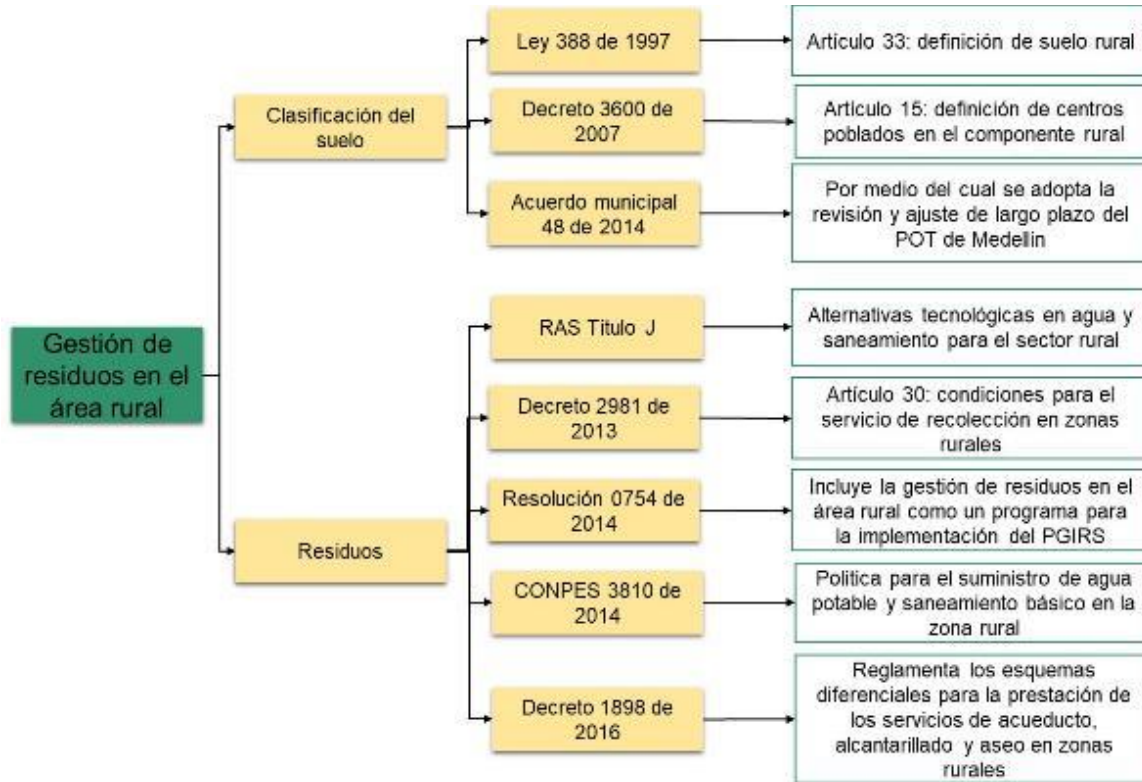 Gestión de
residuos en el
área rural
Clasificación del
suelo
Ley 388 de 1997
Artículo 33: definición de suelo rural
Decreto 3600 de
2007
Artículo 15: definición de centros
poblados en el componente rural
Acuerdo municipal
48 de 2014
Por medio del cual se adopta la
revisión y ajuste de largo plazo del
POT de Medellín
Residuos
RAS Titulo J
Alternativas tecnológicas en agua y
saneamiento para el sector rural
Decreto 2981 de
2013
Artículo 30: condiciones para el
servicio de recolección en zonas
rurales
Resolución 0754 de
2014
Incluye la gestión de residuos en el
área rural como un programa para
la implementación del PGIRS
CONPES 3810 de
2014
Política para el suministro de agua
potable y saneamiento básico en la
zona rural
Decreto 1898 de
2016
Reglamenta los esquemas
diferenciales para la prestación de
los servicios de acueducto,
alcantarillado y aseo en zonas
rurales